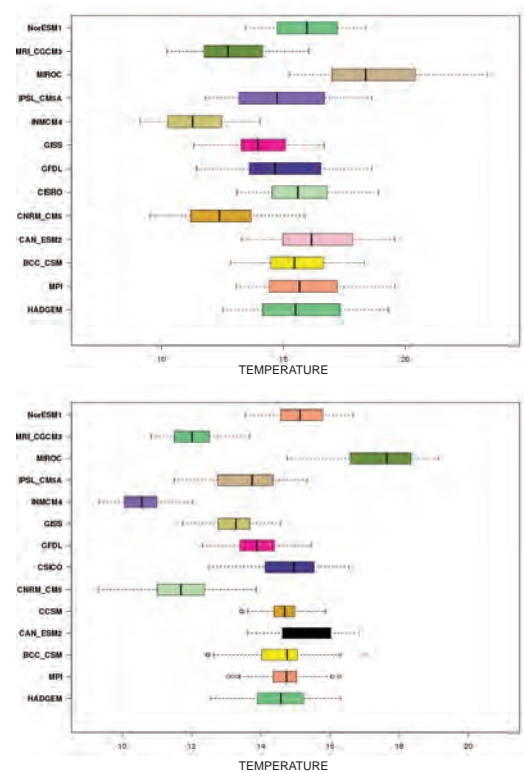 NorESM1
MRI_CGCM3
MIROC
IPSL_CM5A
INMCM4
GISS
GFDL
CISRO
CNRM_CM5
CAN_ESM2
BCC_CSM
MPI
HADGEM
10 15 20
TEMPERATURE
NorESM1
MRI_CGCM3
MIROC
IPSL_CM5A
INMCM4
GISS
GFDL
CSICO
CNRM_CM5
CCSM
CAN_ESM2
BCC_CSM
MPI
HADGEM
10 12 14 16 18 20
TEMPERATURE